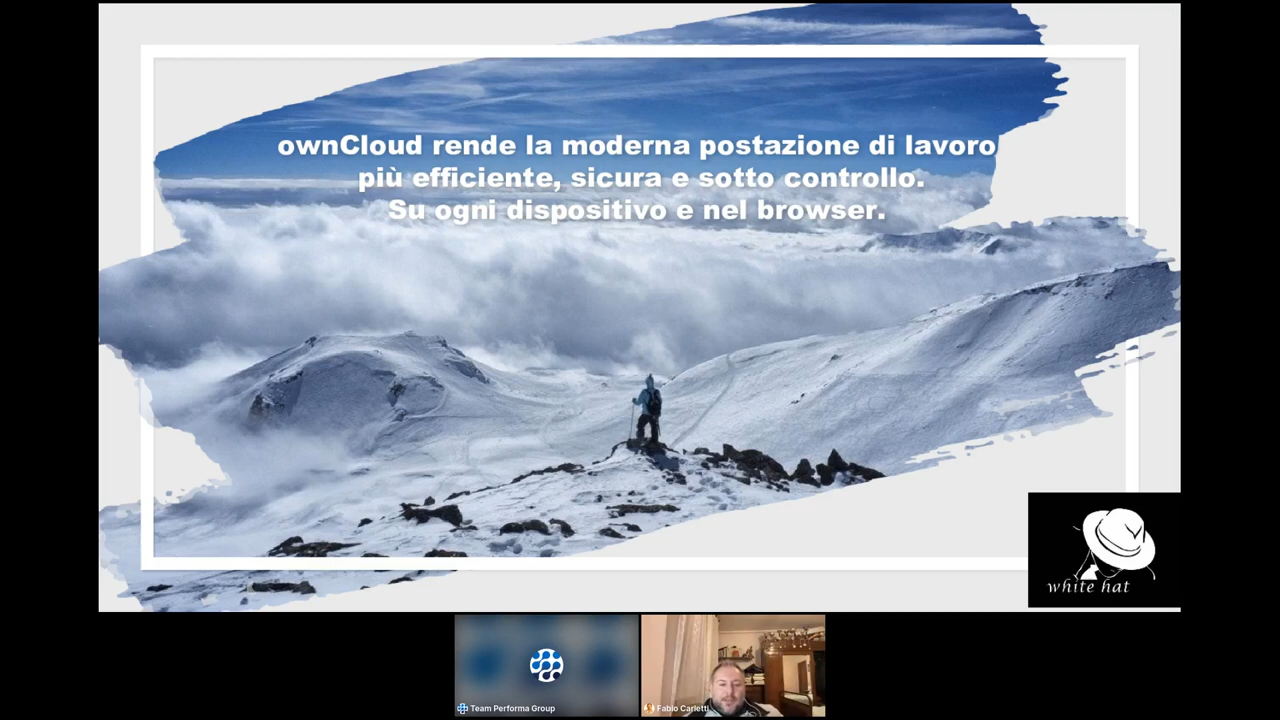 ownCloud rende la moderna postazione di lavoro
più efficiente, sicura e sotto controllo.
Su ogni dispositivo e nel browser.
white hat
Team Performa Group
Fabio Carletti